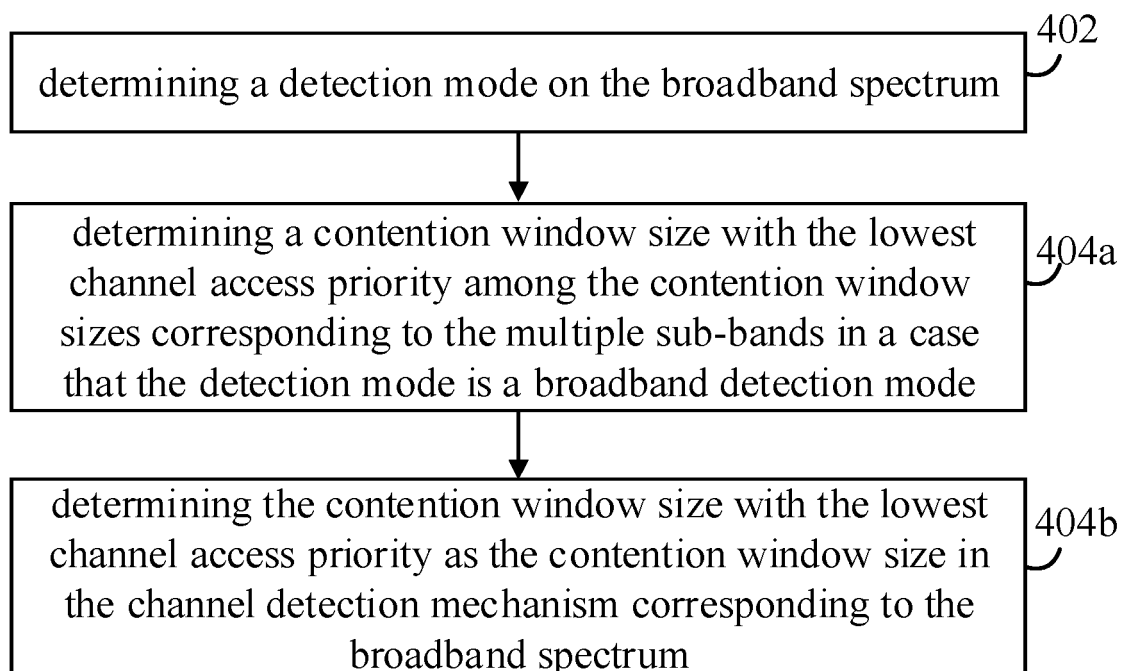 402
determining a detection mode on the broadband spectrum
determining a contention window size with the lowest
channel access priority among the contention window
sizes corresponding to the multiple sub-bands in a case
that the detection mode is a broadband detection mode
404a
determining the contention window size with the lowest
channel access priority as the contention window size in
the channel detection mechanism corresponding to the
broadband spectrum
404b